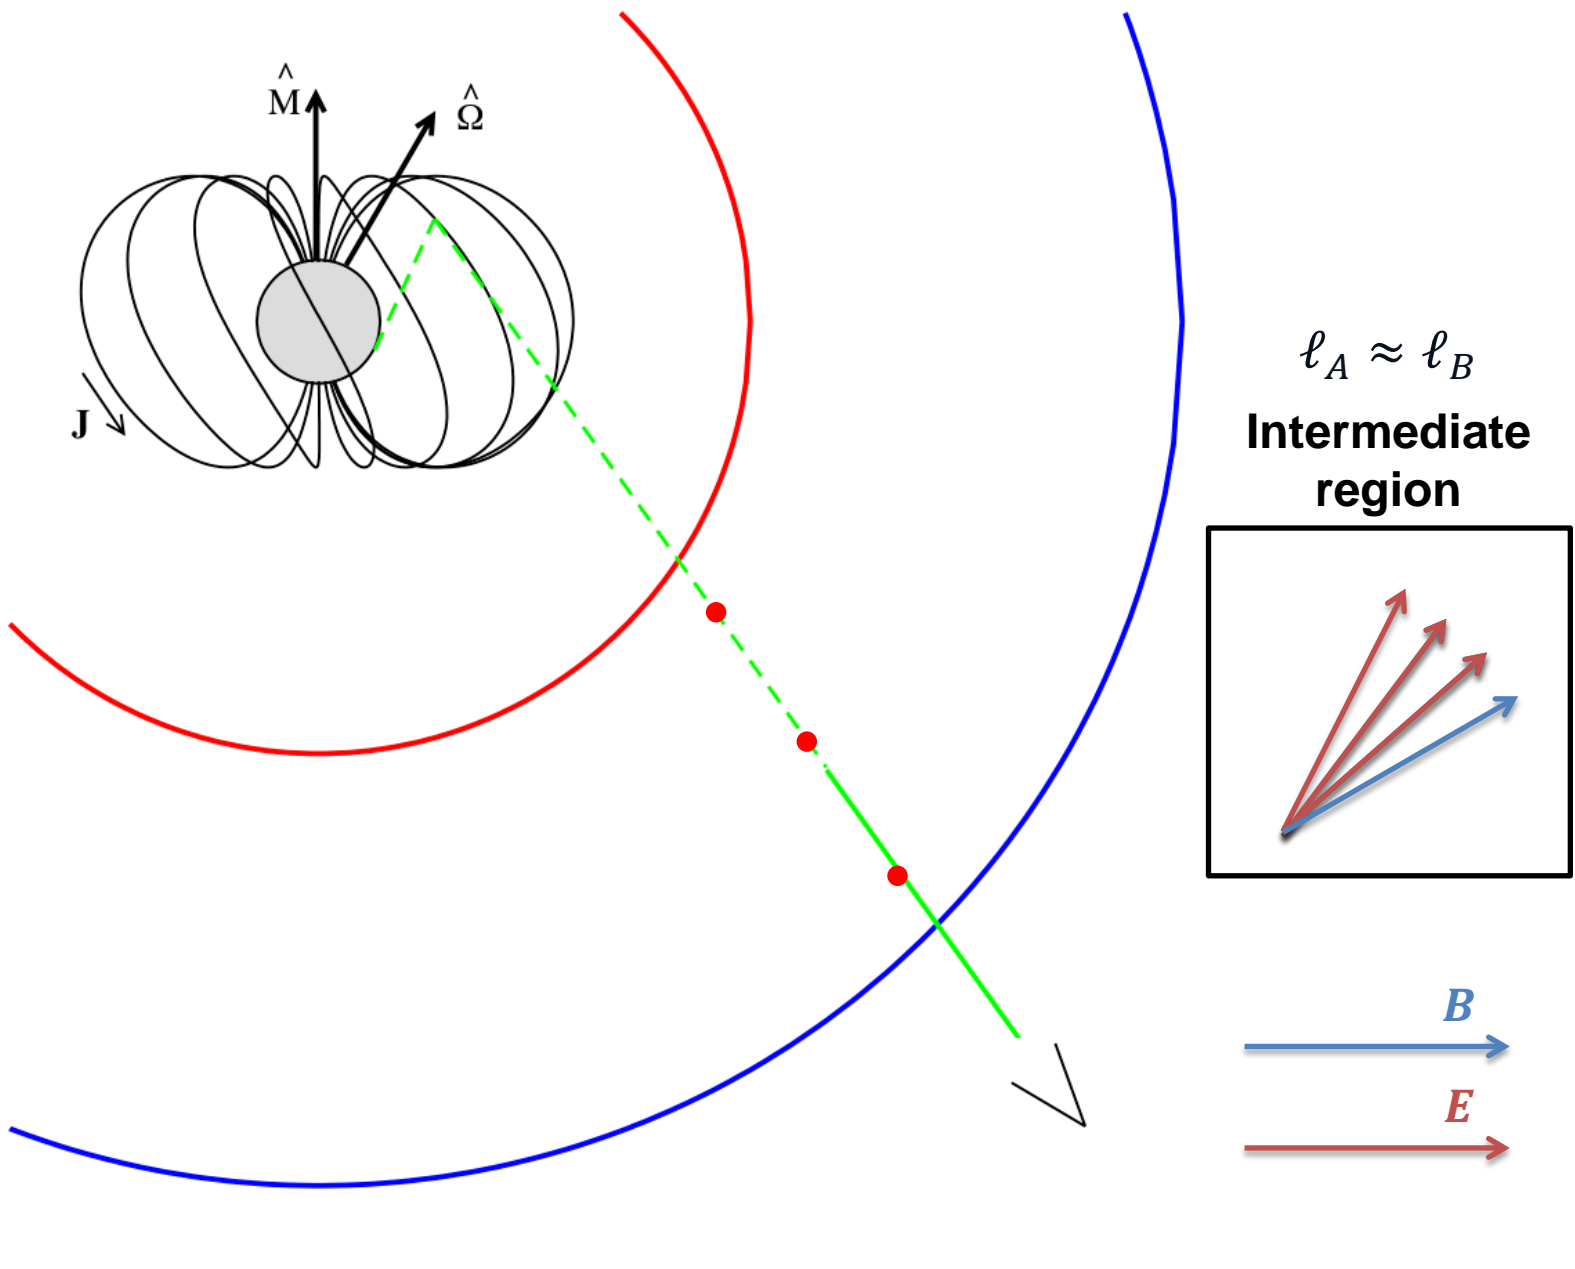 M̂
Ω̂
J
ℓ_A ≈ ℓ_B
Intermediate
region
B
E